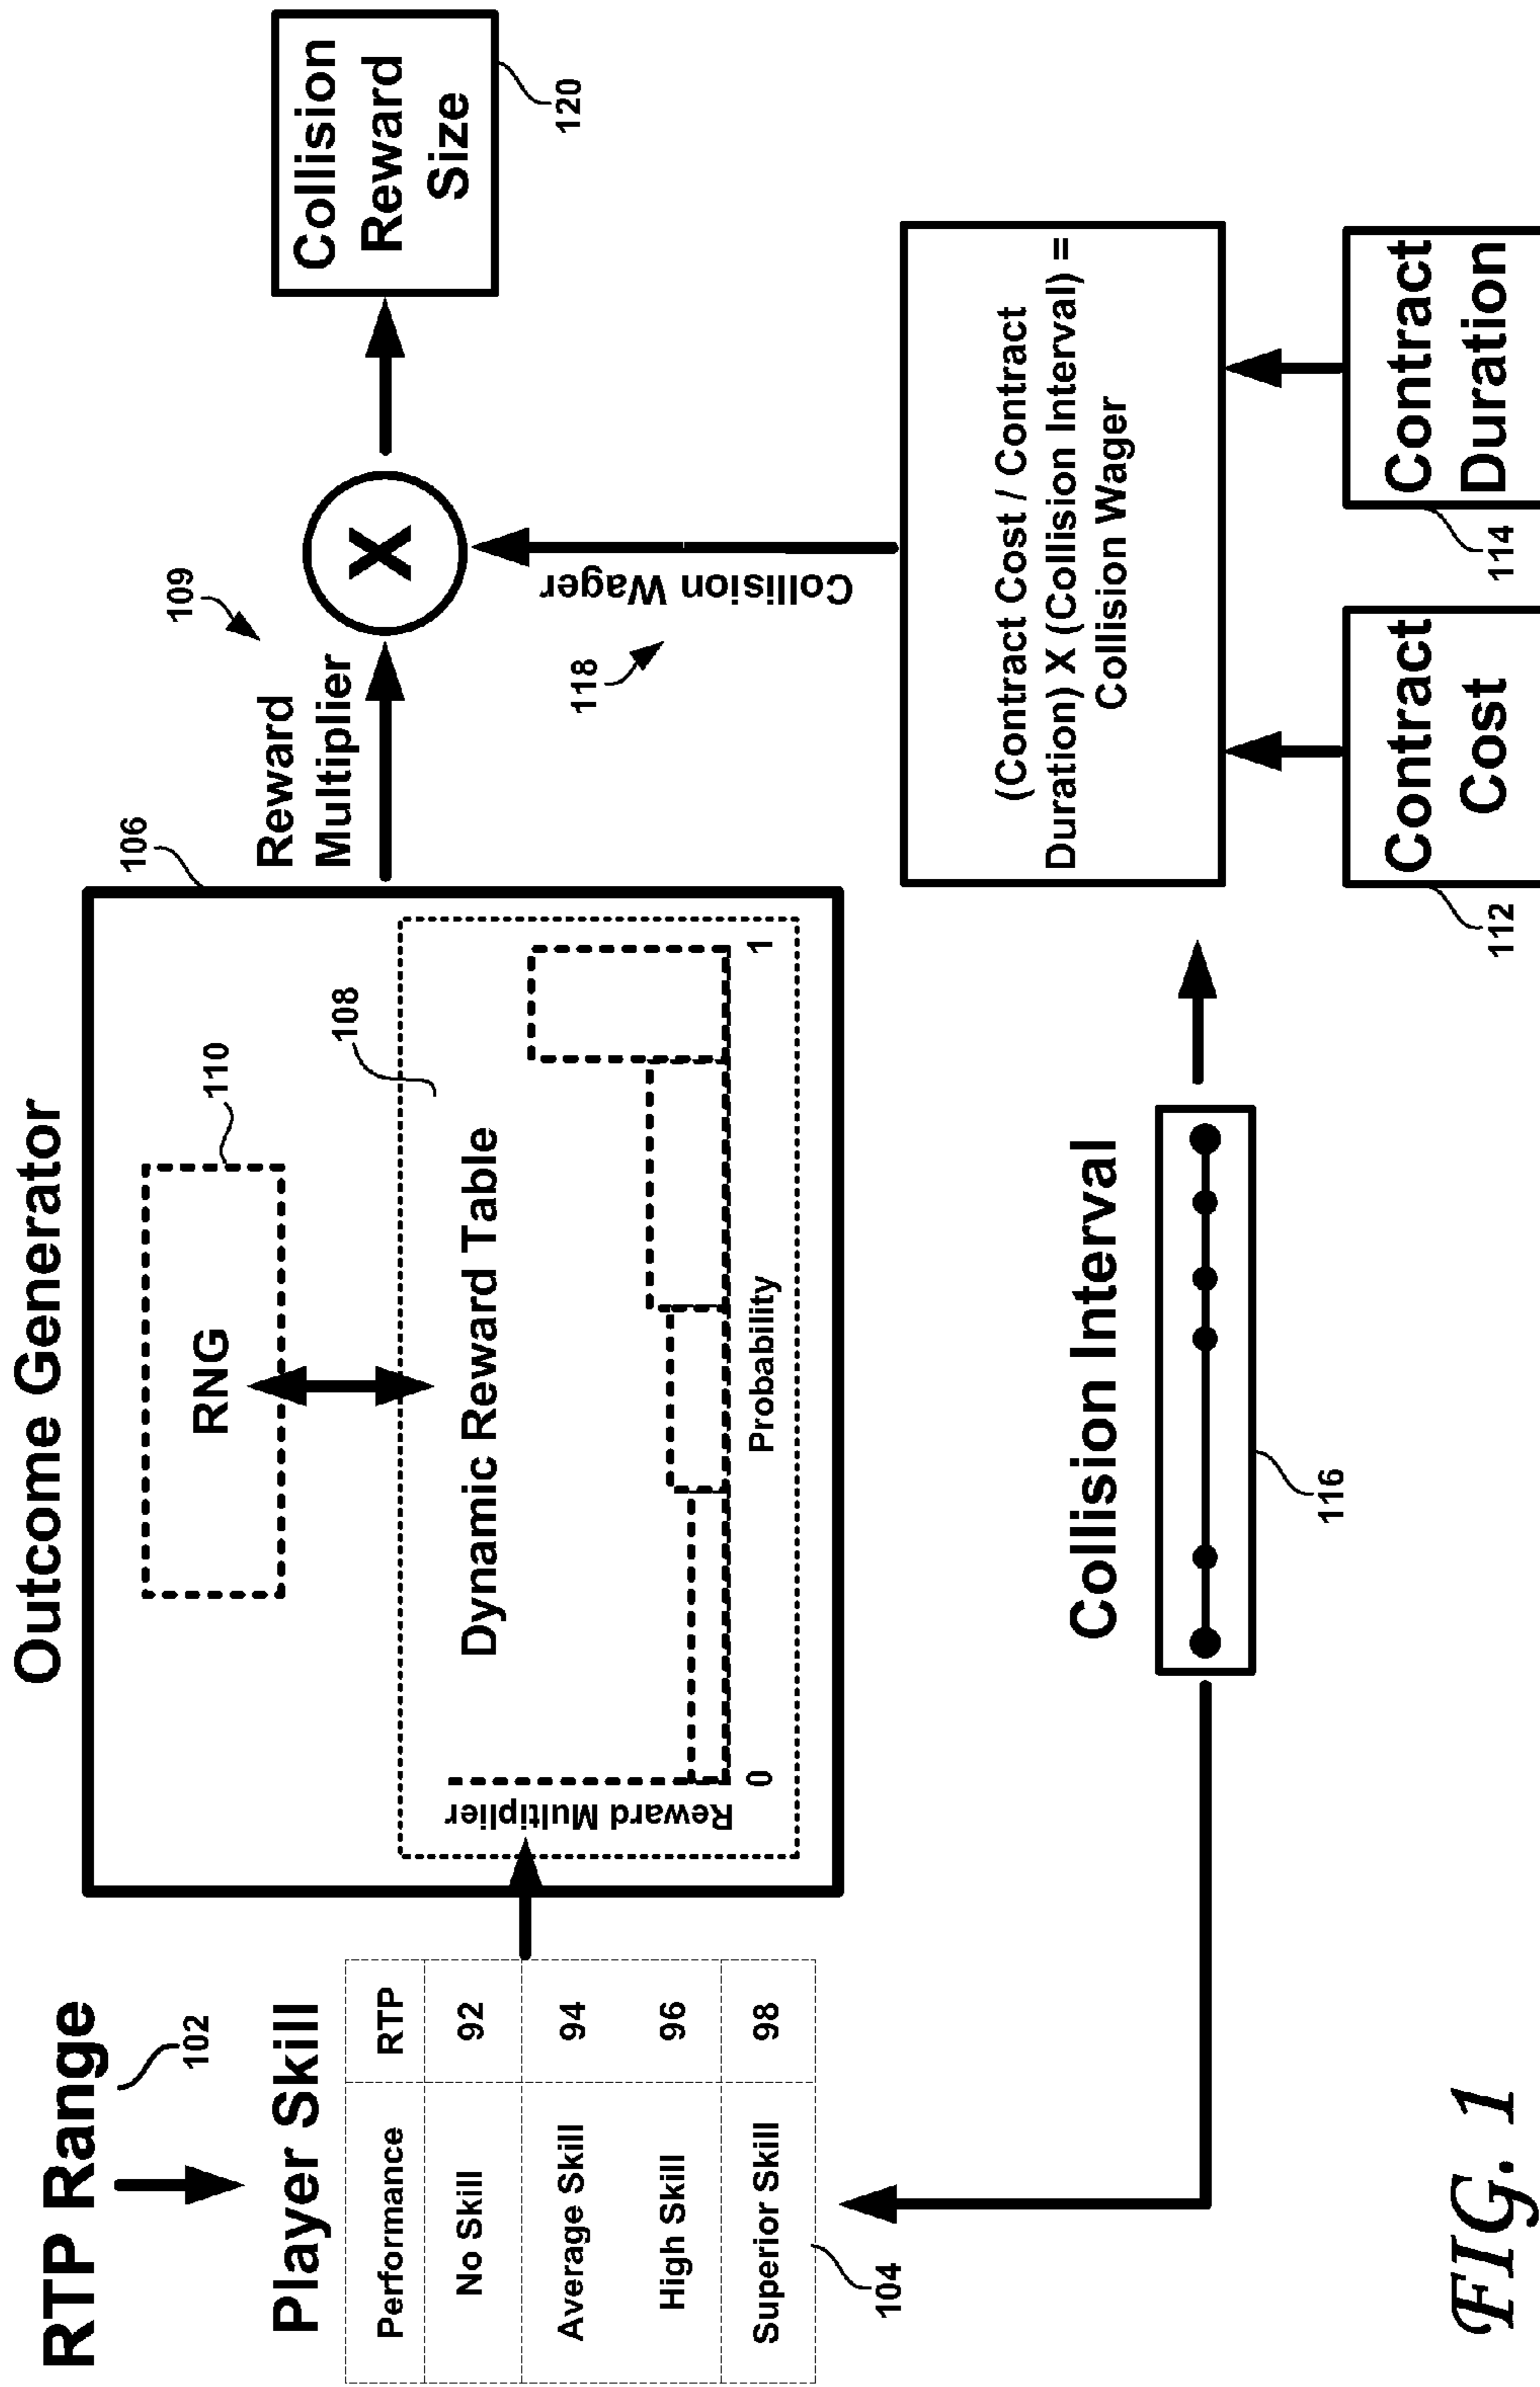 RTP Range
102
Player Skill
Performance RTP
No Skill 92
Average Skill 94
High Skill 96
Superior Skill 98
104
Outcome Generator
106
RNG
110
108
Dynamic Reward Table
Reward Multiplier
0
Probability
1
Reward
Multiplier
109
X
Collision
Reward
Size
120
Collision Wager
118
Collision Interval
116
(Contract Cost / Contract
Duration) X (Collision Interval) =
Collision Wager
Contract
Cost
112
Contract
Duration
114
FIG. 1